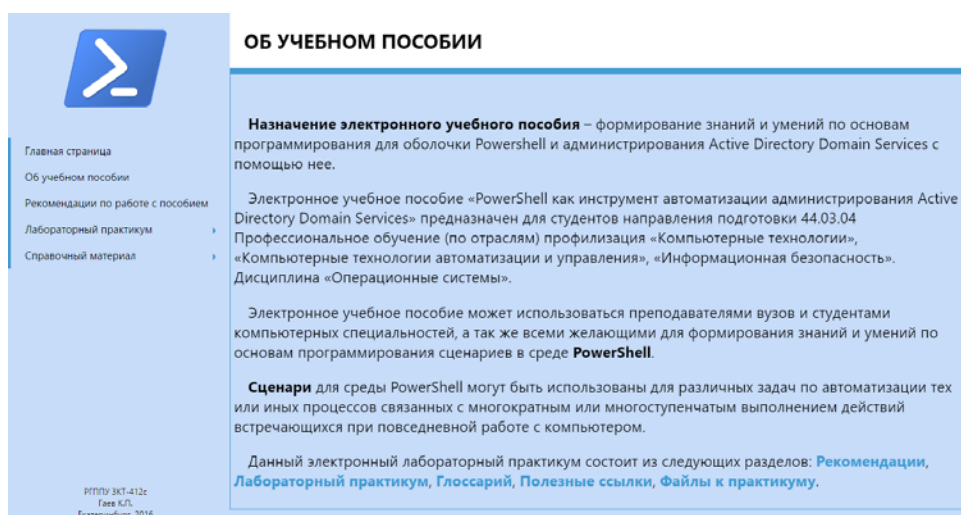 ОБ УЧЕБНОМ ПОСОБИИ
Главная страница
Об учебном пособии
Рекомендации по работе с пособием
Лабораторный практикум
Справочный материал
РГППУ ЗКТ-412с
Гаев К.Л.
Екатеринбург, 2016
Назначение электронного учебного пособия – формирование знаний и умений по основам
программирования для оболочки Powershell и администрирования Active Directory Domain Services с
помощью нее.
Электронное учебное пособие «PowerShell как инструмент автоматизации администрирования Active
Directory Domain Services» предназначен для студентов направления подготовки 44.03.04
Профессиональное обучение (по отраслям) профилизация «Компьютерные технологии»,
«Компьютерные технологии автоматизации и управления», «Информационная безопасность».
Дисциплина «Операционные системы».
Электронное учебное пособие может использоваться преподавателями вузов и студентами
компьютерных специальностей, а так же всеми желающими для формирования знаний и умений по
основам программирования сценариев в среде PowerShell.
Сценари для среды PowerShell могут быть использованы для различных задач по автоматизации тех
или иных процессов связанных с многократным или многоступенчатым выполнением действий
встречающихся при повседневной работе с компьютером.
Данный электронный лабораторный практикум состоит из следующих разделов: Рекомендации,
Лабораторный практикум, Глоссарий, Полезные ссылки, Файлы к практикуму.